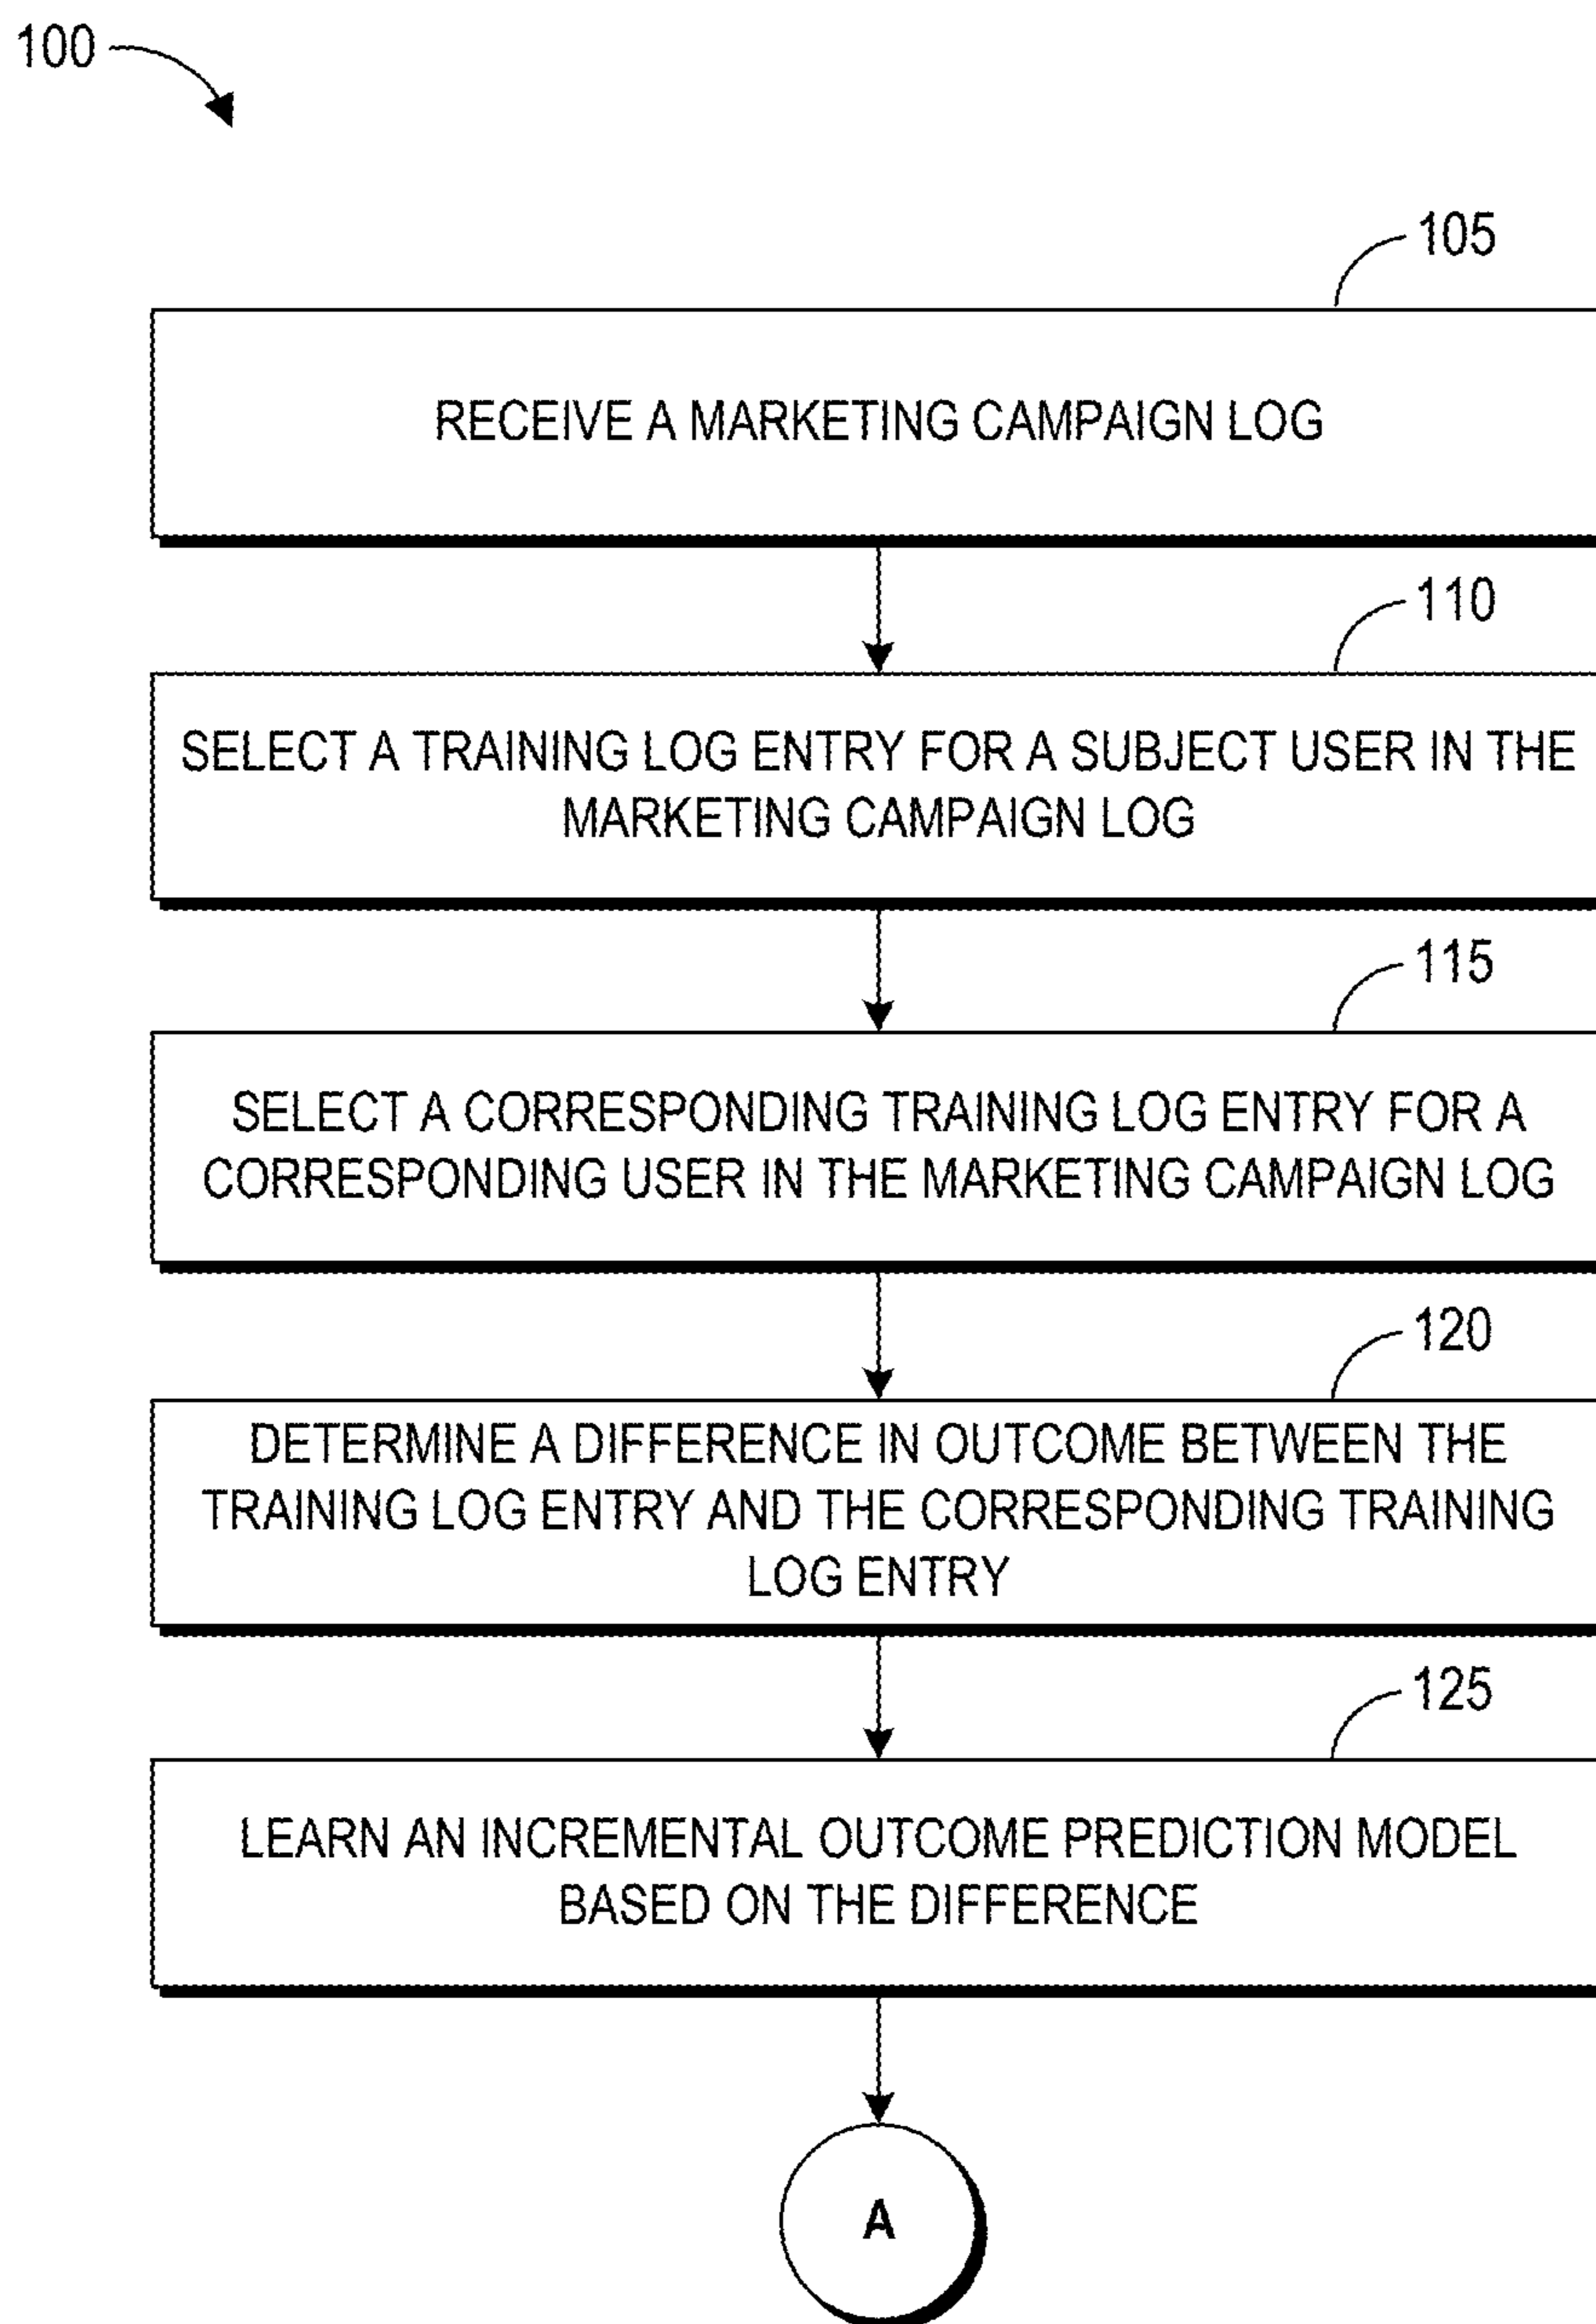 100
105
RECEIVE A MARKETING CAMPAIGN LOG
110
SELECT A TRAINING LOG ENTRY FOR A SUBJECT USER IN THE
MARKETING CAMPAIGN LOG
115
SELECT A CORRESPONDING TRAINING LOG ENTRY FOR A
CORRESPONDING USER IN THE MARKETING CAMPAIGN LOG
120
DETERMINE A DIFFERENCE IN OUTCOME BETWEEN THE
TRAINING LOG ENTRY AND THE CORRESPONDING TRAINING
LOG ENTRY
125
LEARN AN INCREMENTAL OUTCOME PREDICTION MODEL
BASED ON THE DIFFERENCE
A